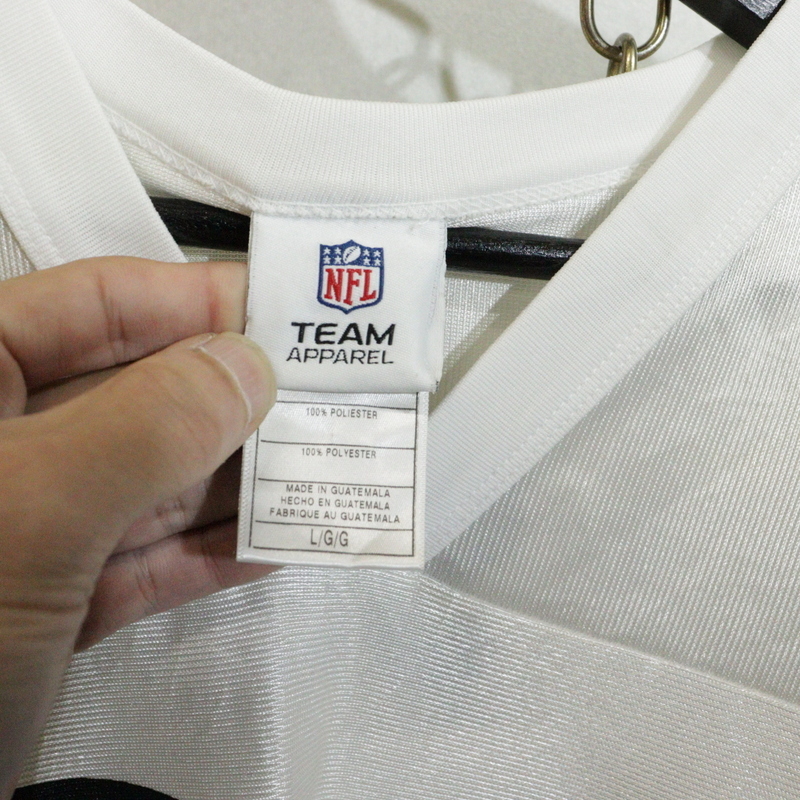 NFL
TEAM
APPAREL
100% POLIESTER
100% POLYESTER
MADE IN GUATEMALA
HECHO EN GUATEMALA
FABRIQUE AU GUATEMALA
L/G/G